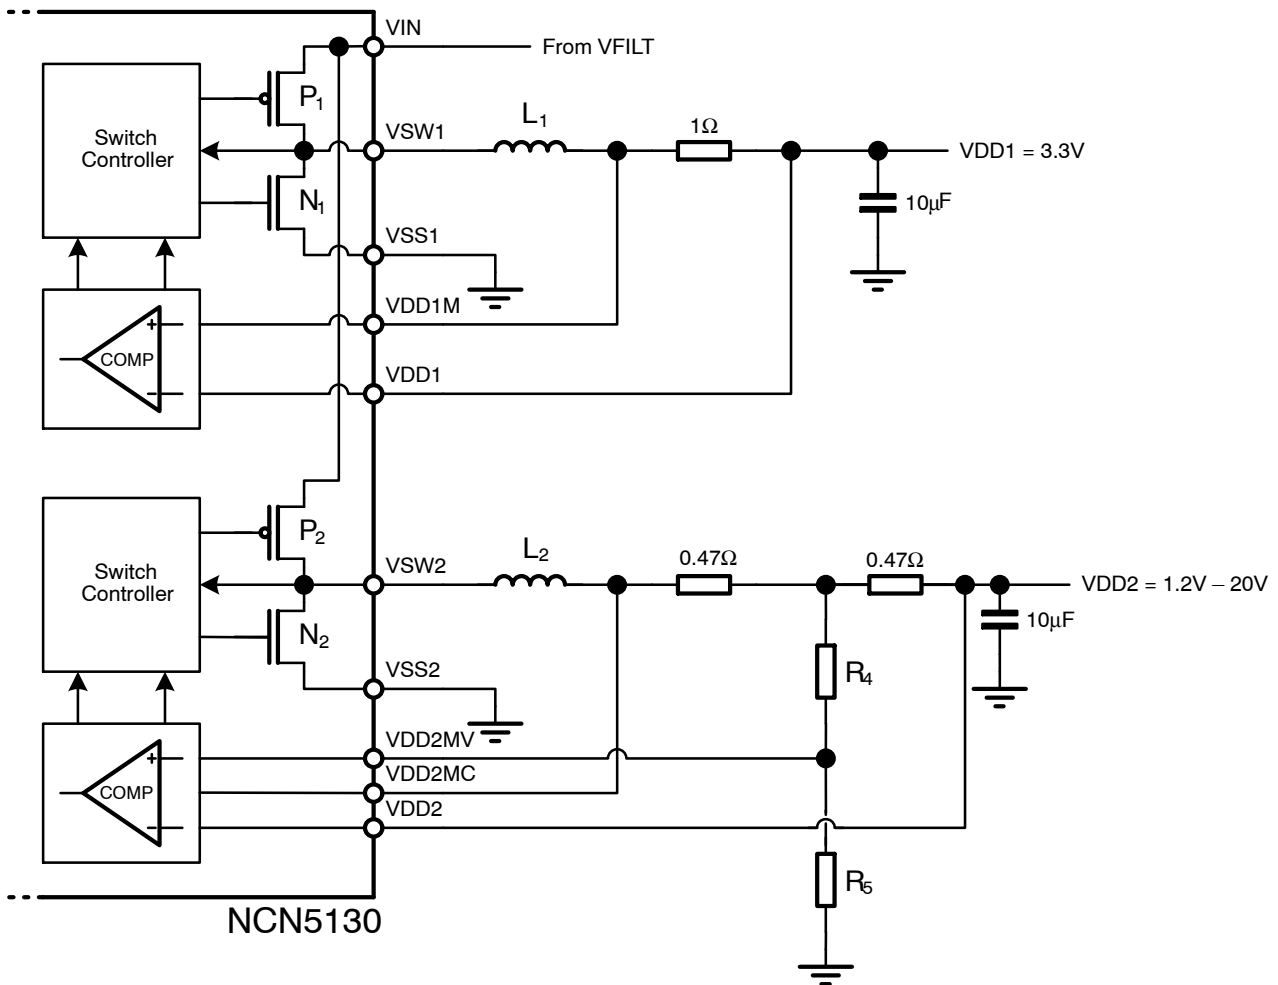 VIN
From VFILT
P1
L1
1Ω
VSW1
VDD1 = 3.3V
Switch
Controller
N1
10µF
VSS1
VDD1M
+
COMP
VDD1
−
P2
L2
0.47Ω
0.47Ω
VSW2
VDD2 = 1.2V – 20V
Switch
Controller
10µF
N2
VSS2
R4
VDD2MV
+
VDD2MC
COMP
VDD2
−
R5
NCN5130